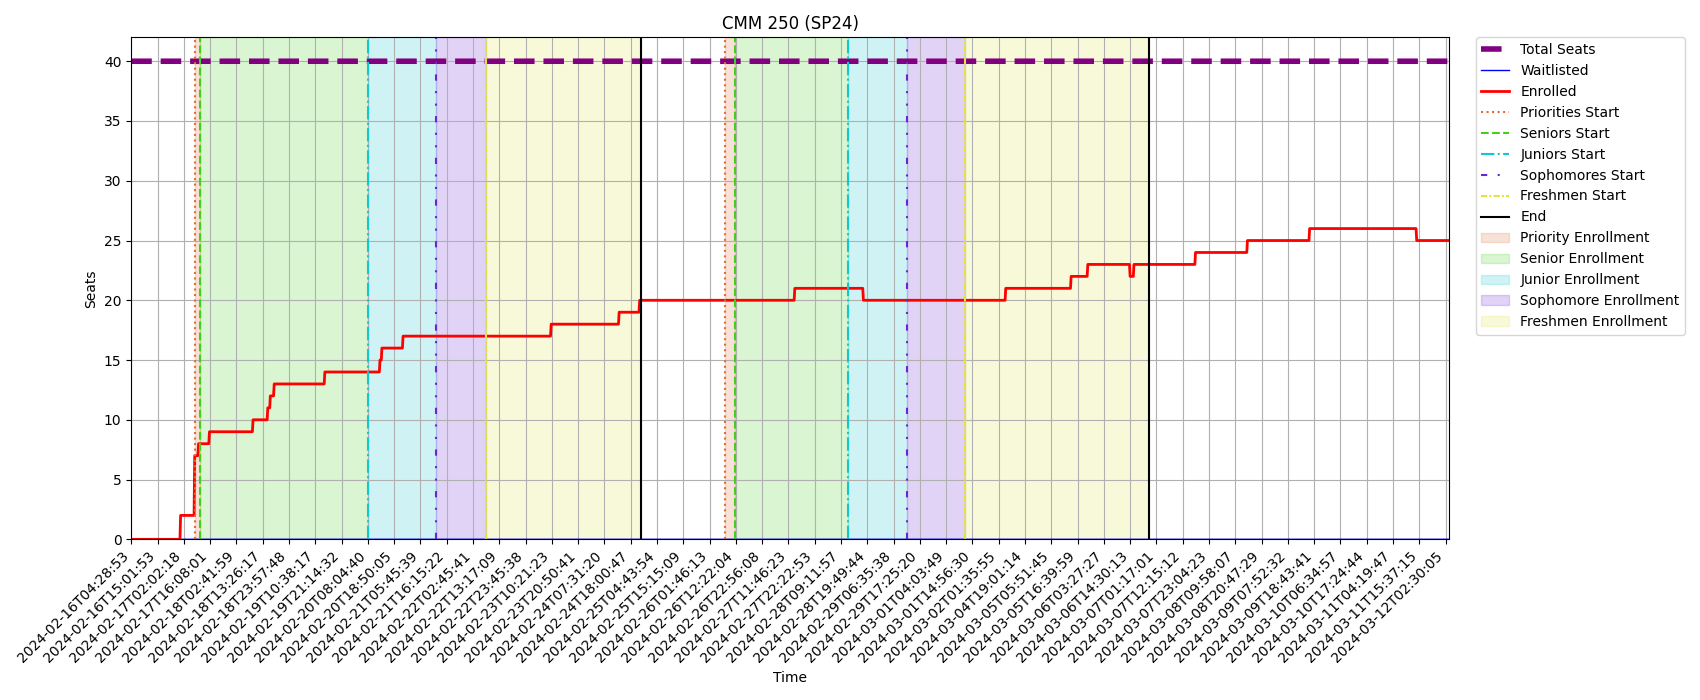 CMM 250 (SP24)
Seats
40
35
30
25
20
15
10
5
0
2024-02-16T04:28:53
2024-02-16T15:01:53
2024-02-17T02:02:18
2024-02-17T16:08:01
2024-02-18T02:41:59
2024-02-18T13:26:17
2024-02-18T23:57:48
2024-02-19T10:38:17
2024-02-19T21:14:32
2024-02-20T08:04:40
2024-02-20T18:50:05
2024-02-21T05:45:39
2024-02-21T16:15:22
2024-02-22T02:45:41
2024-02-22T13:17:09
2024-02-22T23:45:38
2024-02-23T10:21:23
2024-02-23T20:50:41
2024-02-24T07:31:20
2024-02-24T18:00:47
2024-02-25T04:43:54
2024-02-25T15:15:09
2024-02-26T01:46:13
2024-02-26T12:22:04
2024-02-26T22:56:08
2024-02-27T11:46:23
2024-02-27T22:22:53
2024-02-28T09:11:57
2024-02-28T19:49:44
2024-02-29T06:35:38
2024-02-29T17:25:20
2024-03-01T04:03:49
2024-03-01T14:56:30
2024-03-02T01:35:55
2024-03-04T19:01:14
2024-03-05T05:51:45
2024-03-05T16:39:59
2024-03-06T03:27:27
2024-03-06T14:30:13
2024-03-07T01:17:01
2024-03-07T12:15:12
2024-03-07T23:04:23
2024-03-08T09:58:07
2024-03-08T20:47:29
2024-03-09T07:52:32
2024-03-09T18:43:41
2024-03-10T06:34:57
2024-03-10T17:24:44
2024-03-11T04:19:47
2024-03-11T15:37:15
2024-03-12T02:30:05
Time
Total Seats
Waitlisted
Enrolled
Priorities Start
Seniors Start
Juniors Start
Sophomores Start
Freshmen Start
End
Priority Enrollment
Senior Enrollment
Junior Enrollment
Sophomore Enrollment
Freshmen Enrollment